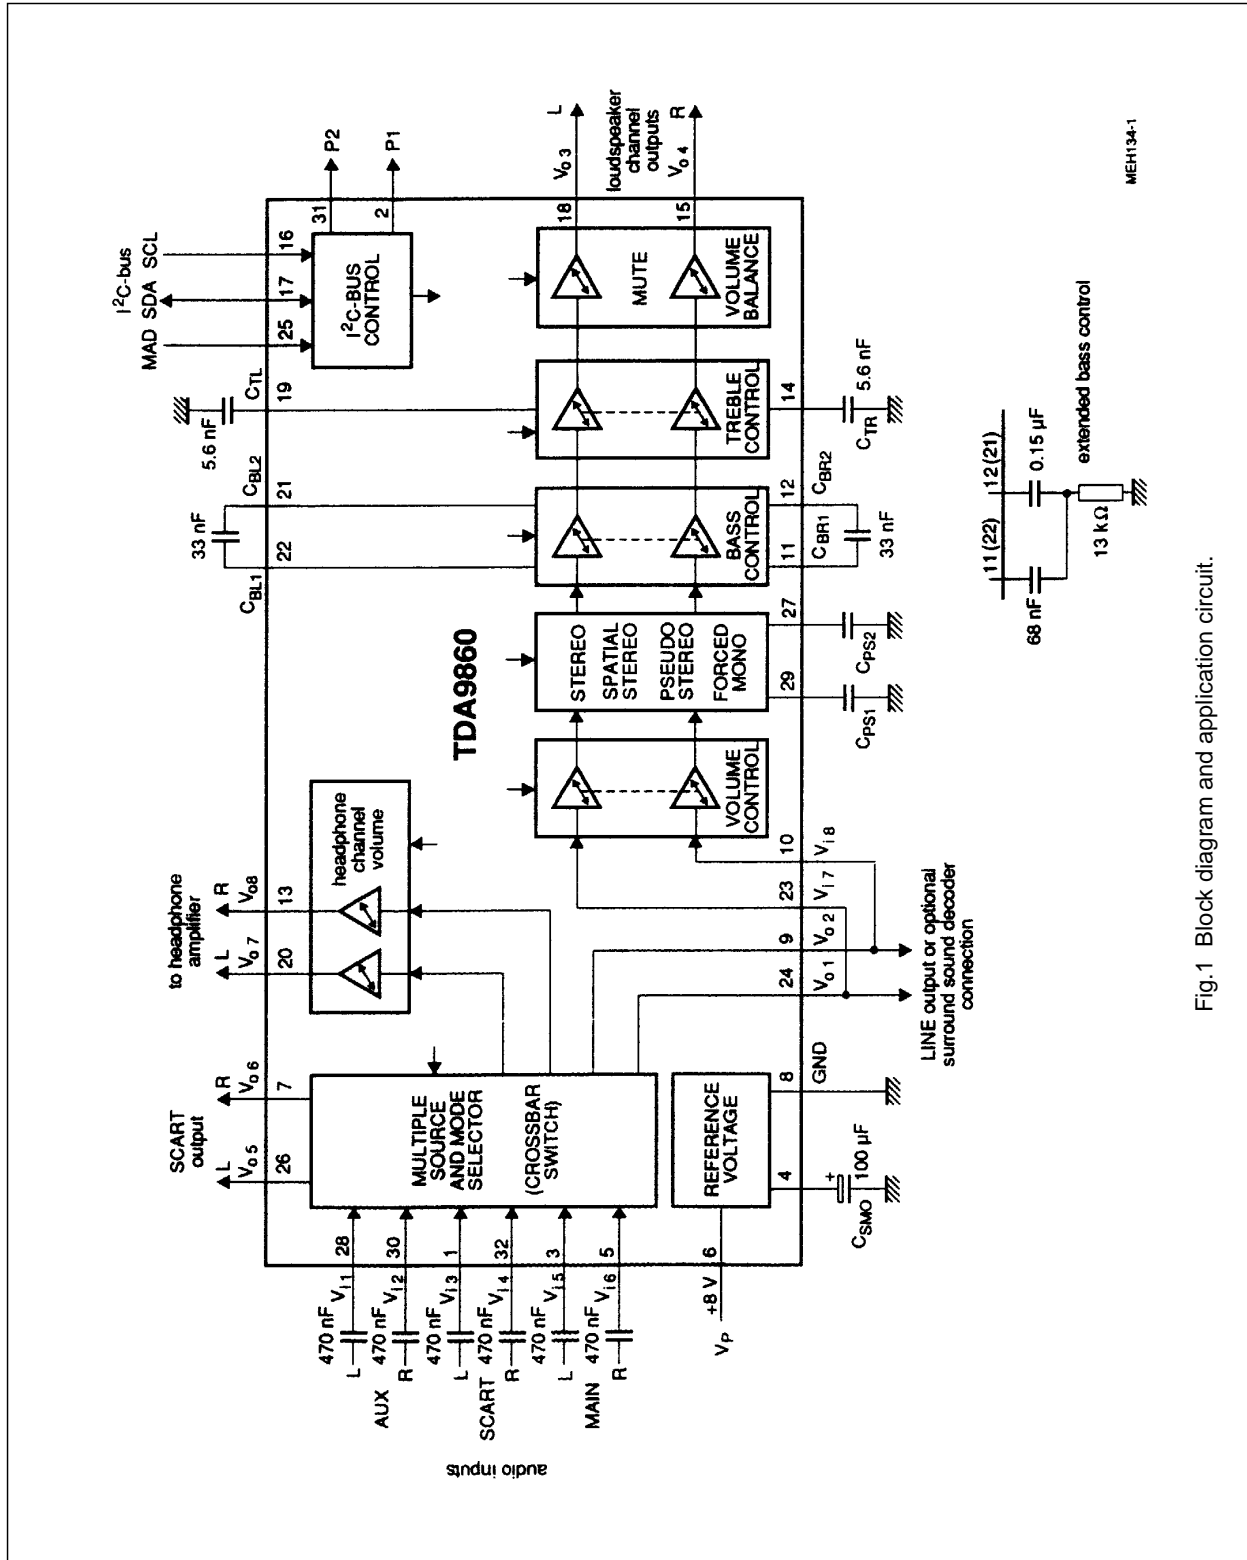 I²C-bus
MAD SDA SCL
25
17
16
I²C-BUS
CONTROL
31
P2
2
P1
5.6 nF
C_TL
19
33 nF
C_BL1
22
C_BL2
21
TDA9860
to headphone
amplifier
L
R
V_o7
V_o8
20
13
headphone
channel
volume
SCART
output
L
R
V_o5
V_o6
26
7
MULTIPLE
SOURCE
AND MODE
SELECTOR
(CROSSBAR
SWITCH)
audio inputs
AUX
SCART
MAIN
L
470 nF
V_i1
28
R
470 nF
V_i2
30
L
470 nF
V_i3
1
R
470 nF
V_i4
32
L
470 nF
V_i5
3
R
470 nF
V_i6
5
V_P
+8 V
6
REFERENCE
VOLTAGE
4
8
C_SMO
+
100 µF
GND
24
V_o1
9
V_o2
23
V_i7
10
V_i8
LINE output or optional
surround sound decoder
connection
VOLUME
CONTROL
STEREO
SPATIAL
STEREO
PSEUDO
STEREO
FORCED
MONO
29
27
C_PS1
C_PS2
BASS
CONTROL
11
12
C_BR1
C_BR2
33 nF
TREBLE
CONTROL
14
C_TR
5.6 nF
MUTE
VOLUME
BALANCE
18
V_o3
L
loudspeaker
channel
outputs
15
V_o4
R
11 (22)
12 (21)
68 nF
0.15 µF
13 kΩ
extended bass control
MEH134-1
Fig.1 Block diagram and application circuit.